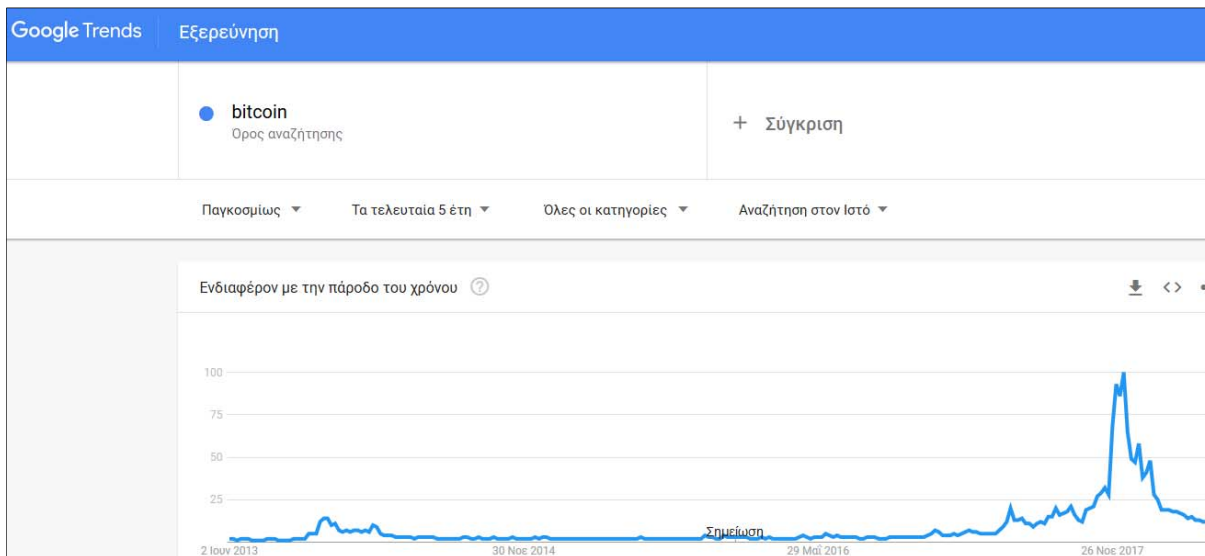 Google Trends Εξερεύνηση
bitcoin
Όρος αναζήτησης
+ Σύγκριση
Παγκοσμίως Τα τελευταία 5 έτη Όλες οι κατηγορίες Αναζήτηση στον Ιστό
Ενδιαφέρον με την πάροδο του χρόνου ?
100
75
50
25
Σημείωση
2 Ιουν 2013 30 Νοε 2014 29 Μαΐ 2016 26 Νοε 2017